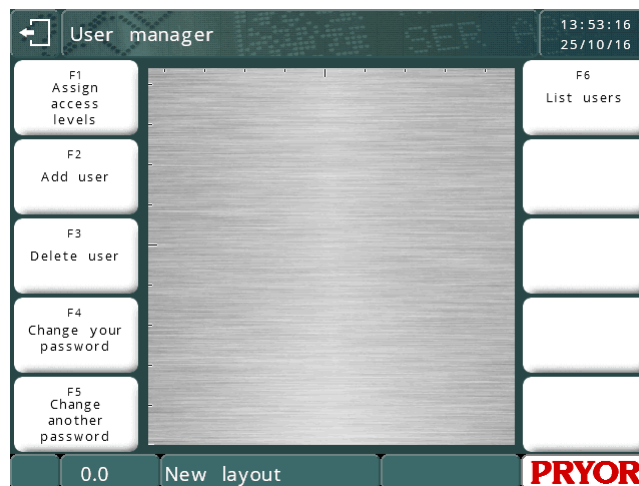 User manager
13:53:16
25/10/16
F1
Assign
access
levels
F2
Add user
F3
Delete user
F4
Change your
password
F5
Change
another
password
F6
List users
0.0
New layout
PRYOR